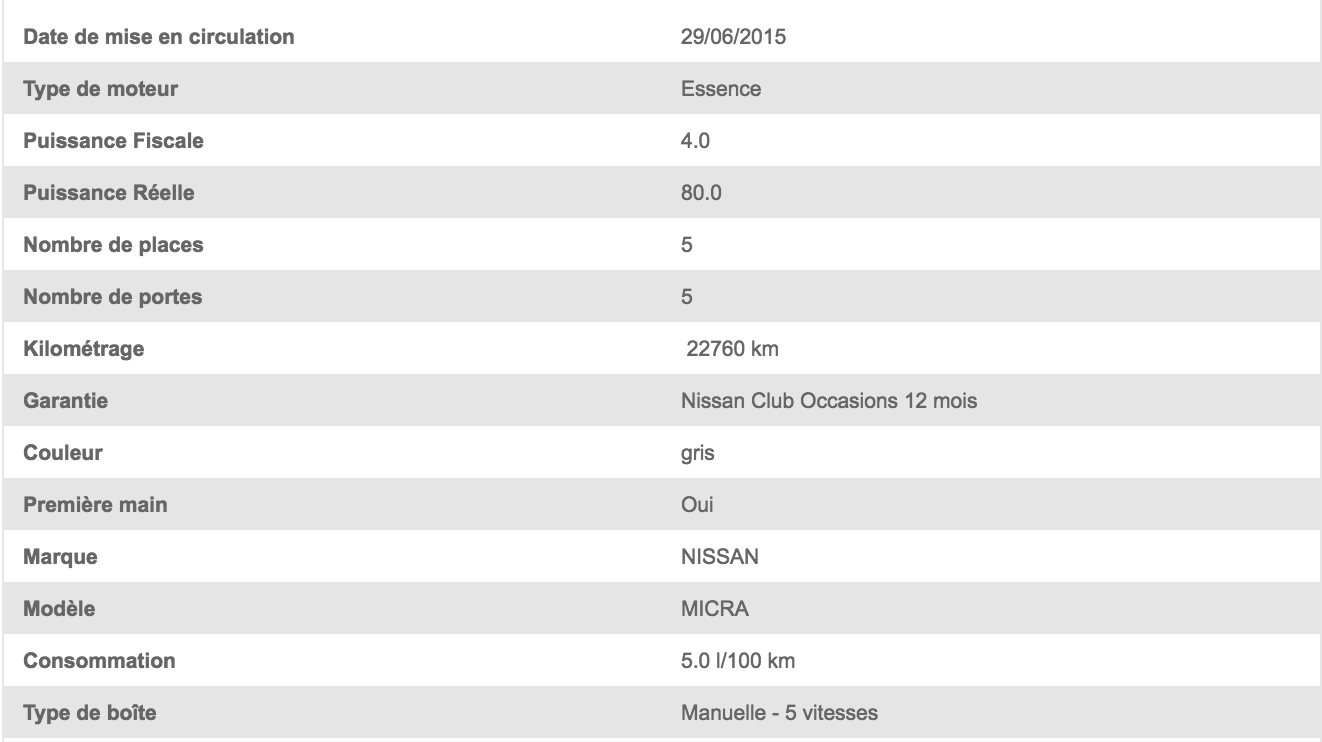 Date de mise en circulation 29/06/2015
Type de moteur Essence
Puissance Fiscale 4.0
Puissance Réelle 80.0
Nombre de places 5
Nombre de portes 5
Kilométrage 22760 km
Garantie Nissan Club Occasions 12 mois
Couleur gris
Première main Oui
Marque NISSAN
Modèle MICRA
Consommation 5.0 l/100 km
Type de boîte Manuelle - 5 vitesses